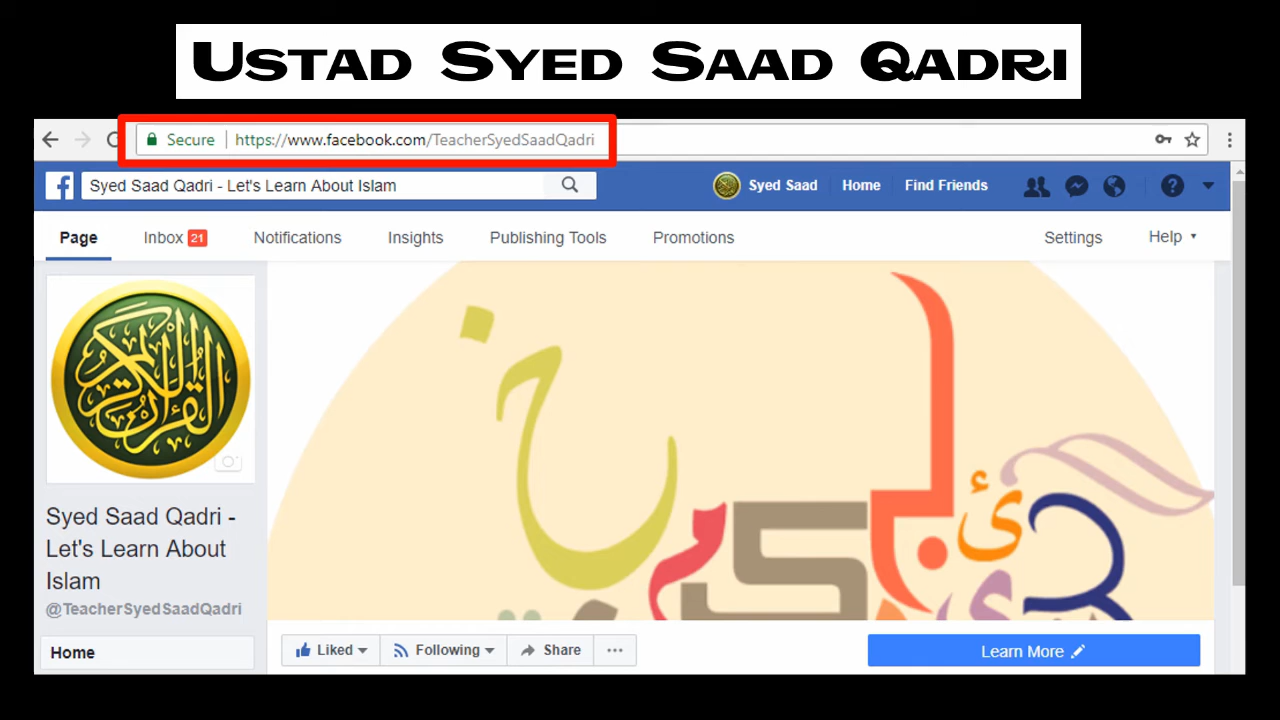 USTAD SYED SAAD QADRI
Secure | https://www.facebook.com/TeacherSyedSaadQadri
Syed Saad Qadri - Let's Learn About Islam
Syed Saad Home Find Friends
Page Inbox 21 Notifications Insights Publishing Tools Promotions Settings Help
القرآن الكريم
خ
م
ك
ئ
ئ
Syed Saad Qadri -
Let's Learn About
Islam
@TeacherSyedSaadQadri
Home
Liked Following Share ... Learn More